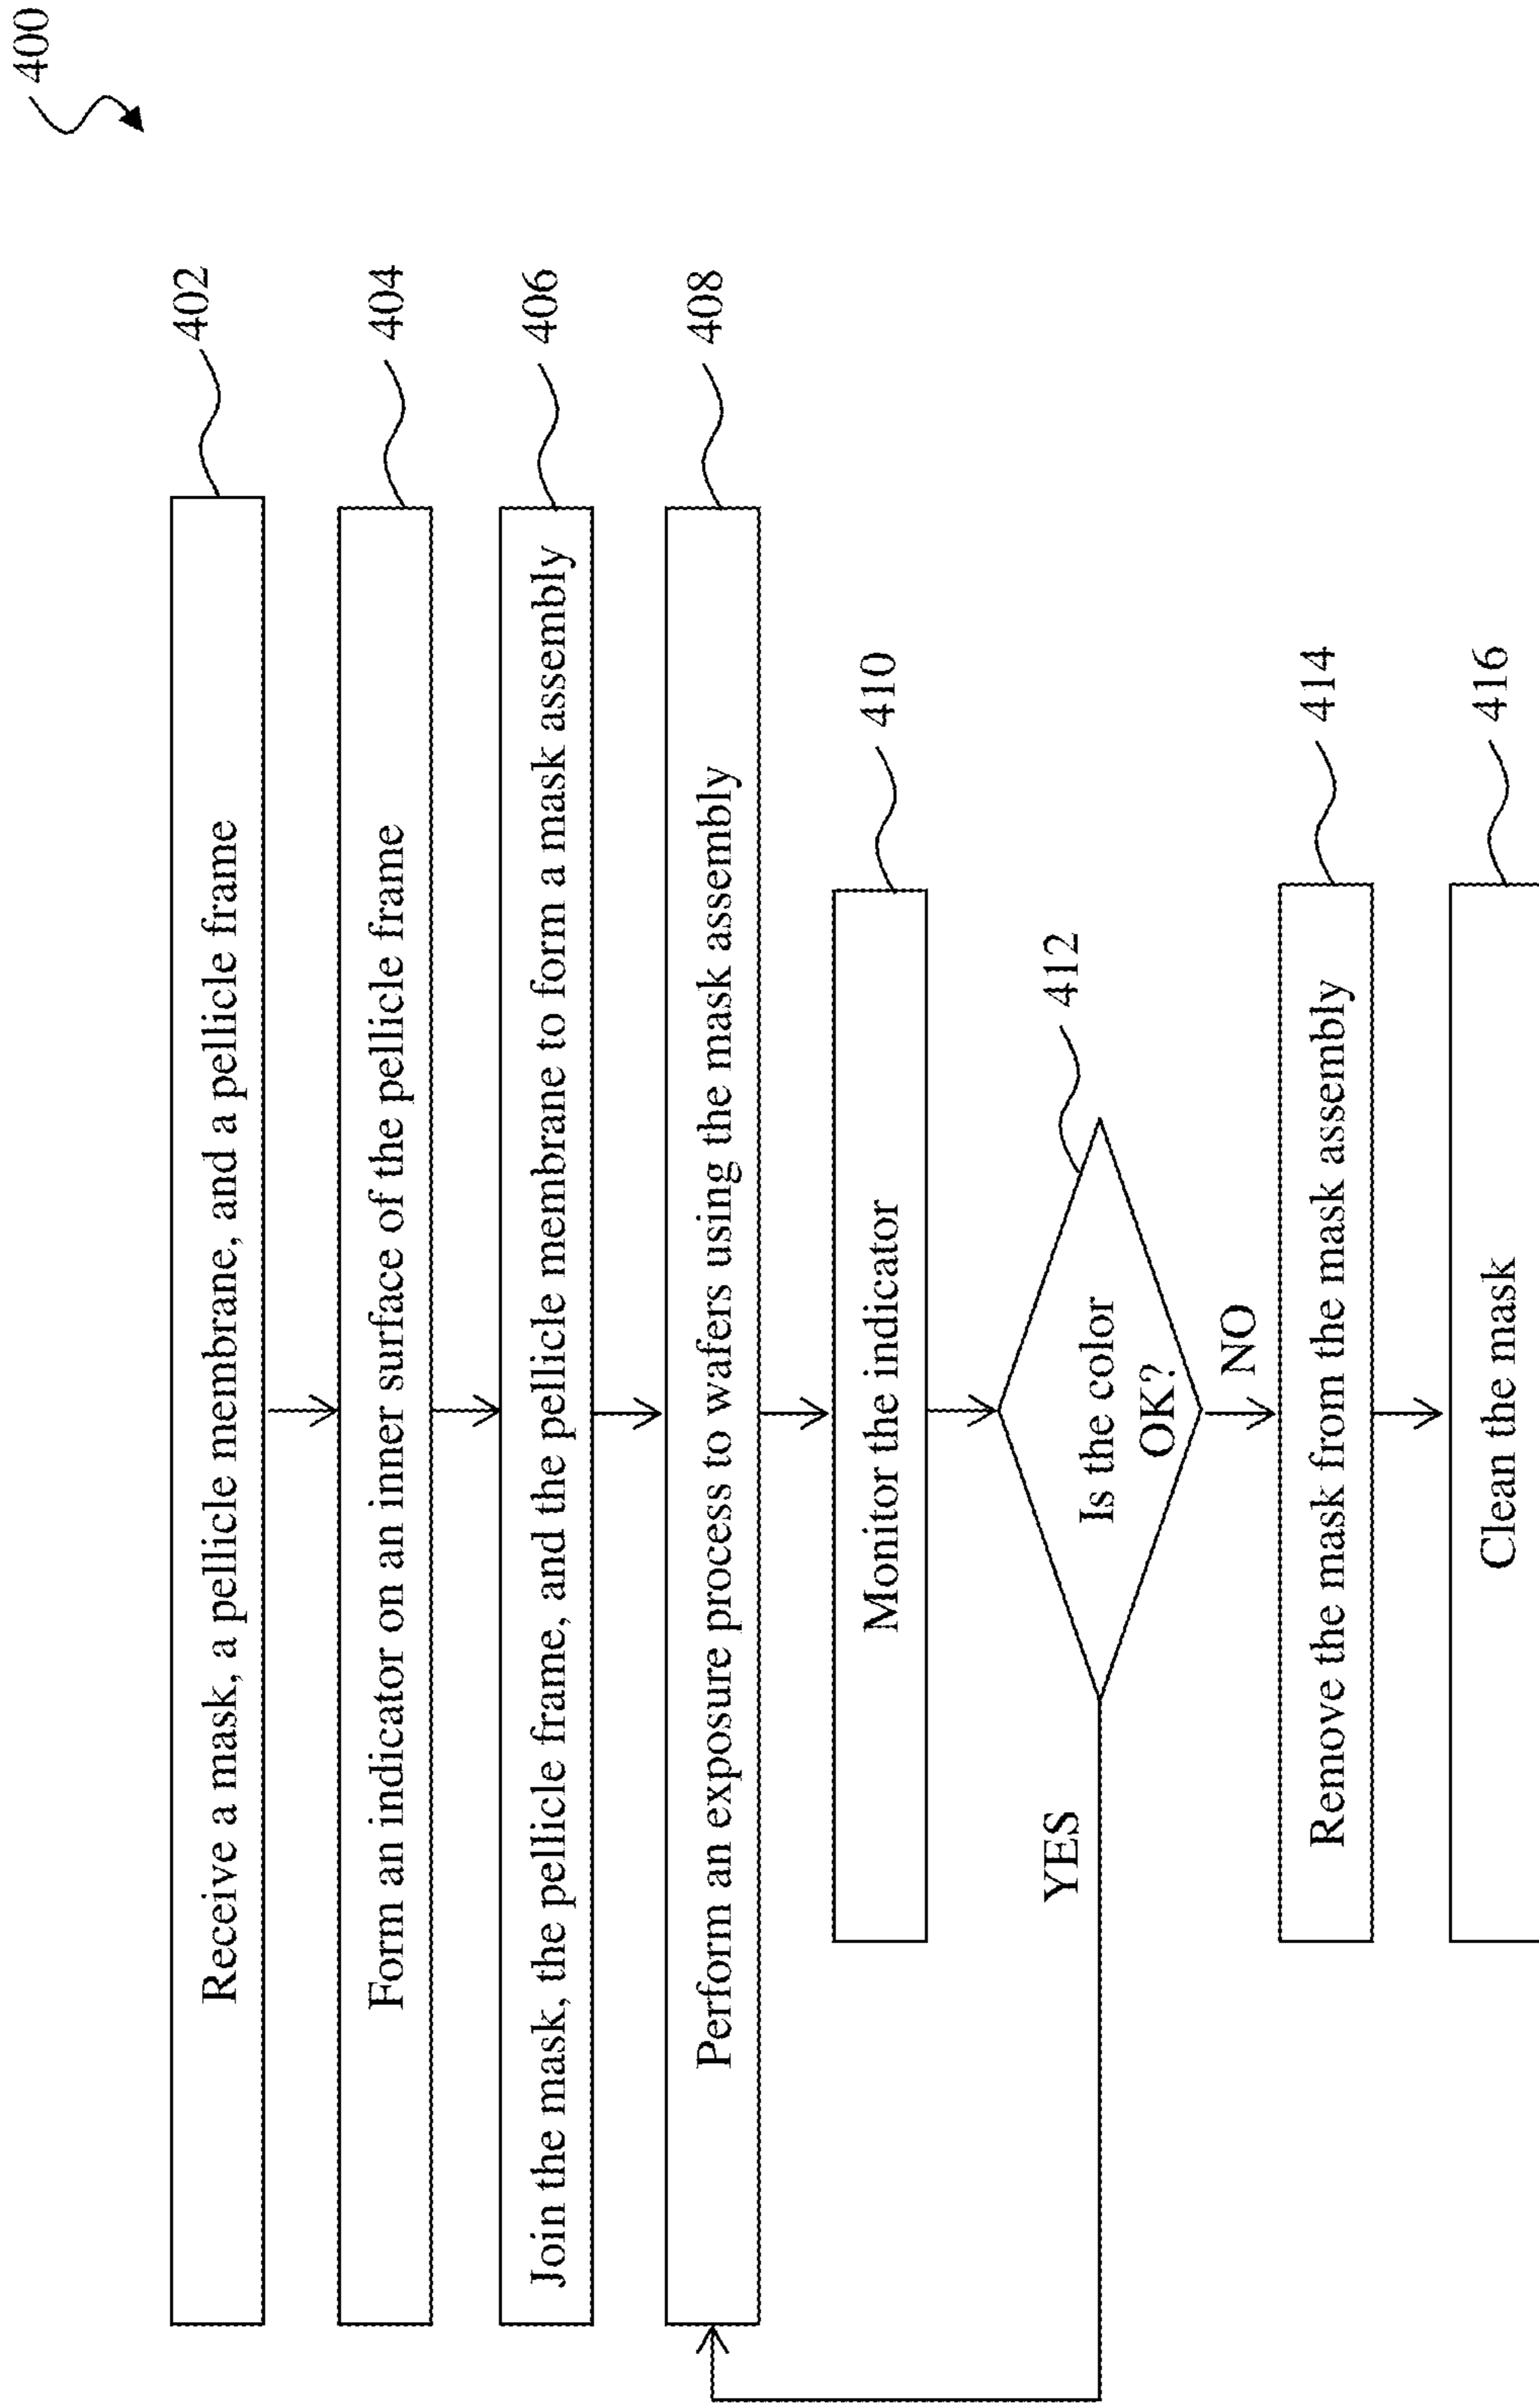 400
Receive a mask, a pellicle membrane, and a pellicle frame
402
Form an indicator on an inner surface of the pellicle frame
404
Join the mask, the pellicle frame, and the pellicle membrane to form a mask assembly
406
Perform an exposure process to wafers using the mask assembly
408
Monitor the indicator
410
412
Is the color
OK?
YES
NO
Remove the mask from the mask assembly
414
Clean the mask
416